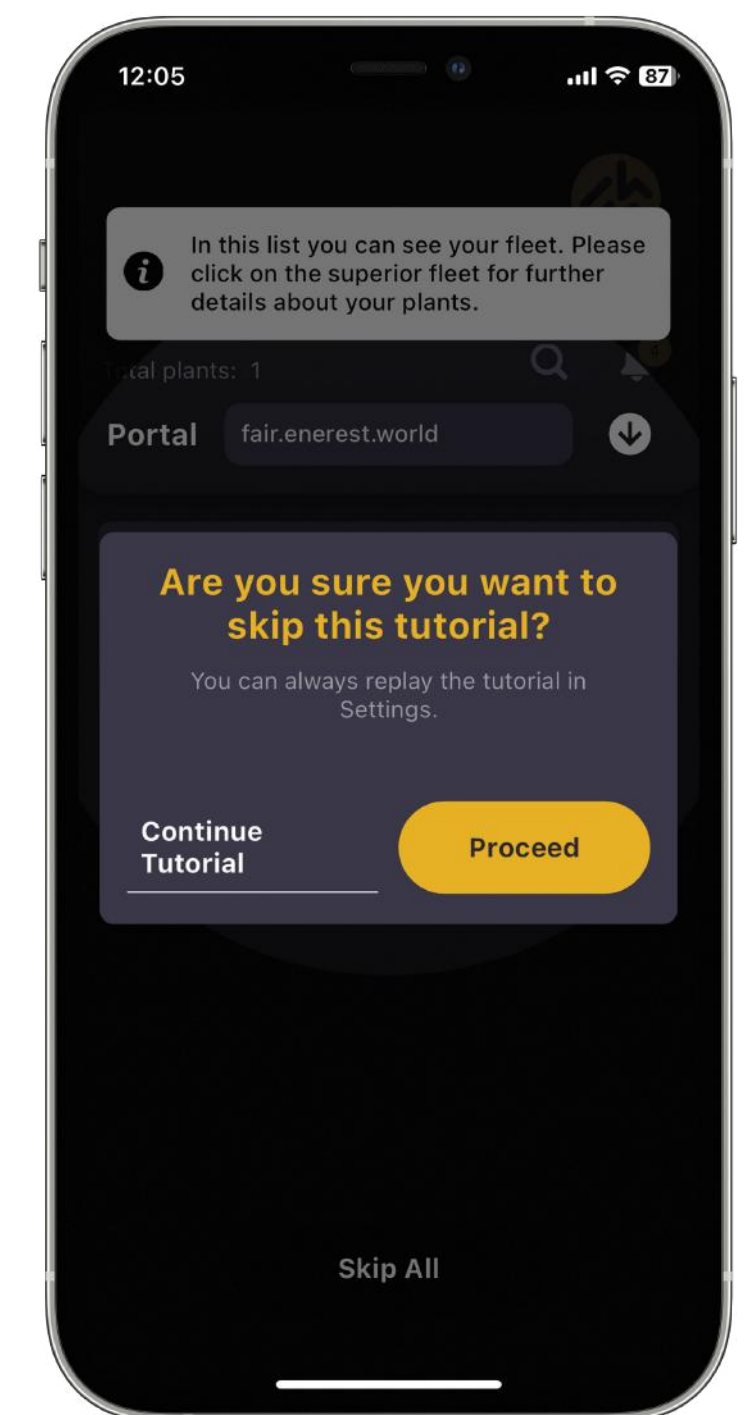 12:05
87
In this list you can see your fleet. Please
click on the superior fleet for further
details about your plants.
Total plants: 1
4
Portal
fair.enerest.world
Are you sure you want to
skip this tutorial?
You can always replay the tutorial in
Settings.
Continue
Tutorial
Proceed
Skip All